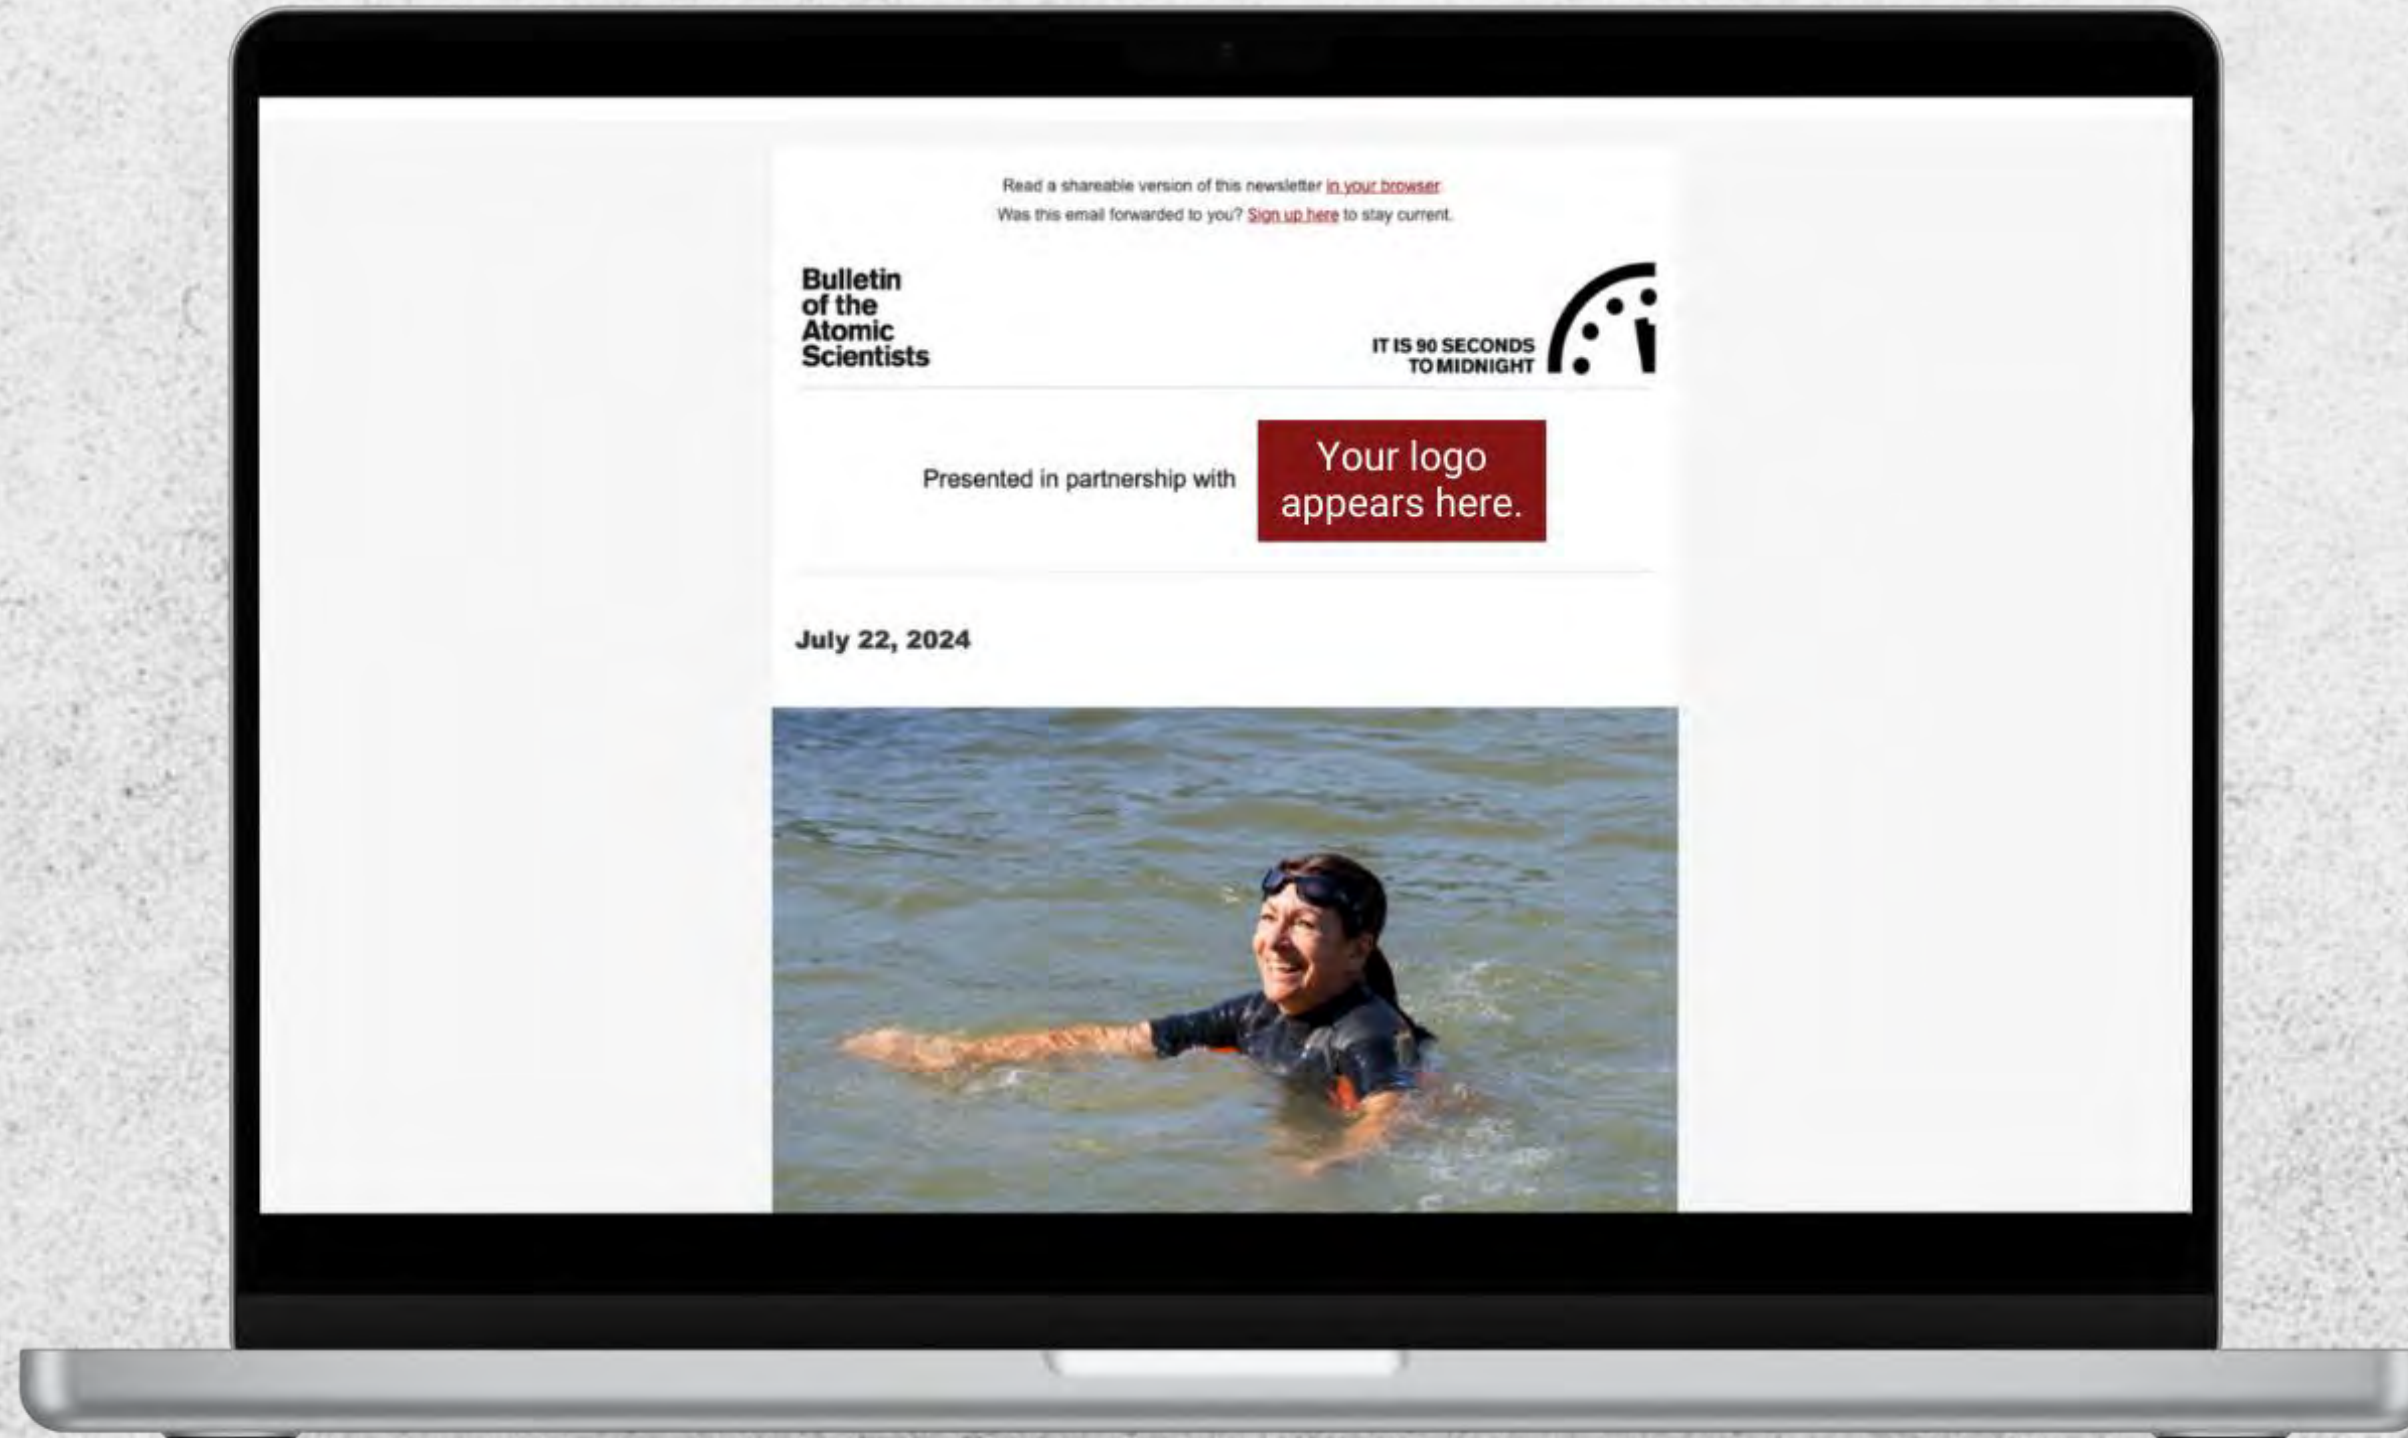 Read a shareable version of this newsletter in your browser.
Was this email forwarded to you? Sign up here to stay current.
Bulletin
of the
Atomic
Scientists
IT IS 90 SECONDS
TO MIDNIGHT
Presented in partnership with
Your logo
appears here.
July 22, 2024